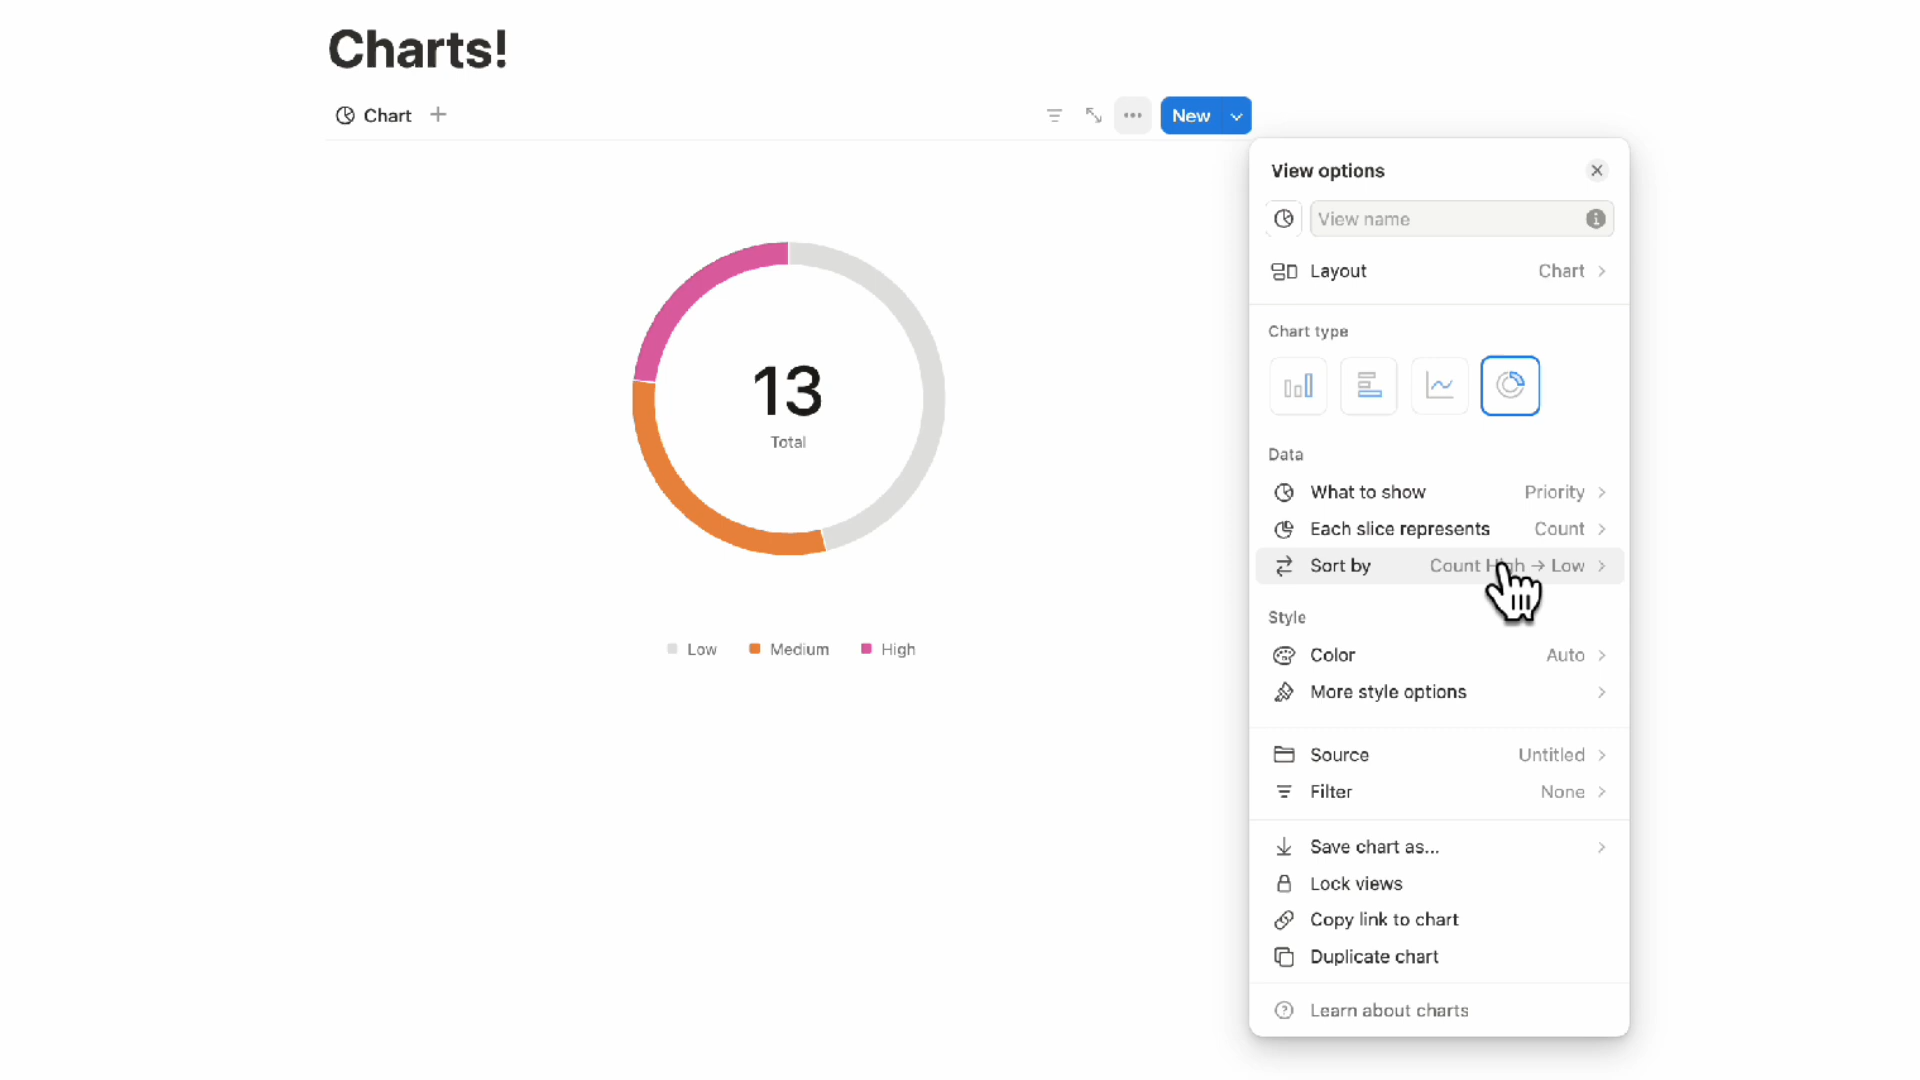 Charts!
Chart
New
13
Total
Low Medium High
View options
View name
Layout Chart
Chart type
Data
What to show Priority
Each slice represents Count
Sort by Count High → Low
Style
Color Auto
More style options
Source Untitled
Filter None
Save chart as...
Lock views
Copy link to chart
Duplicate chart
Learn about charts